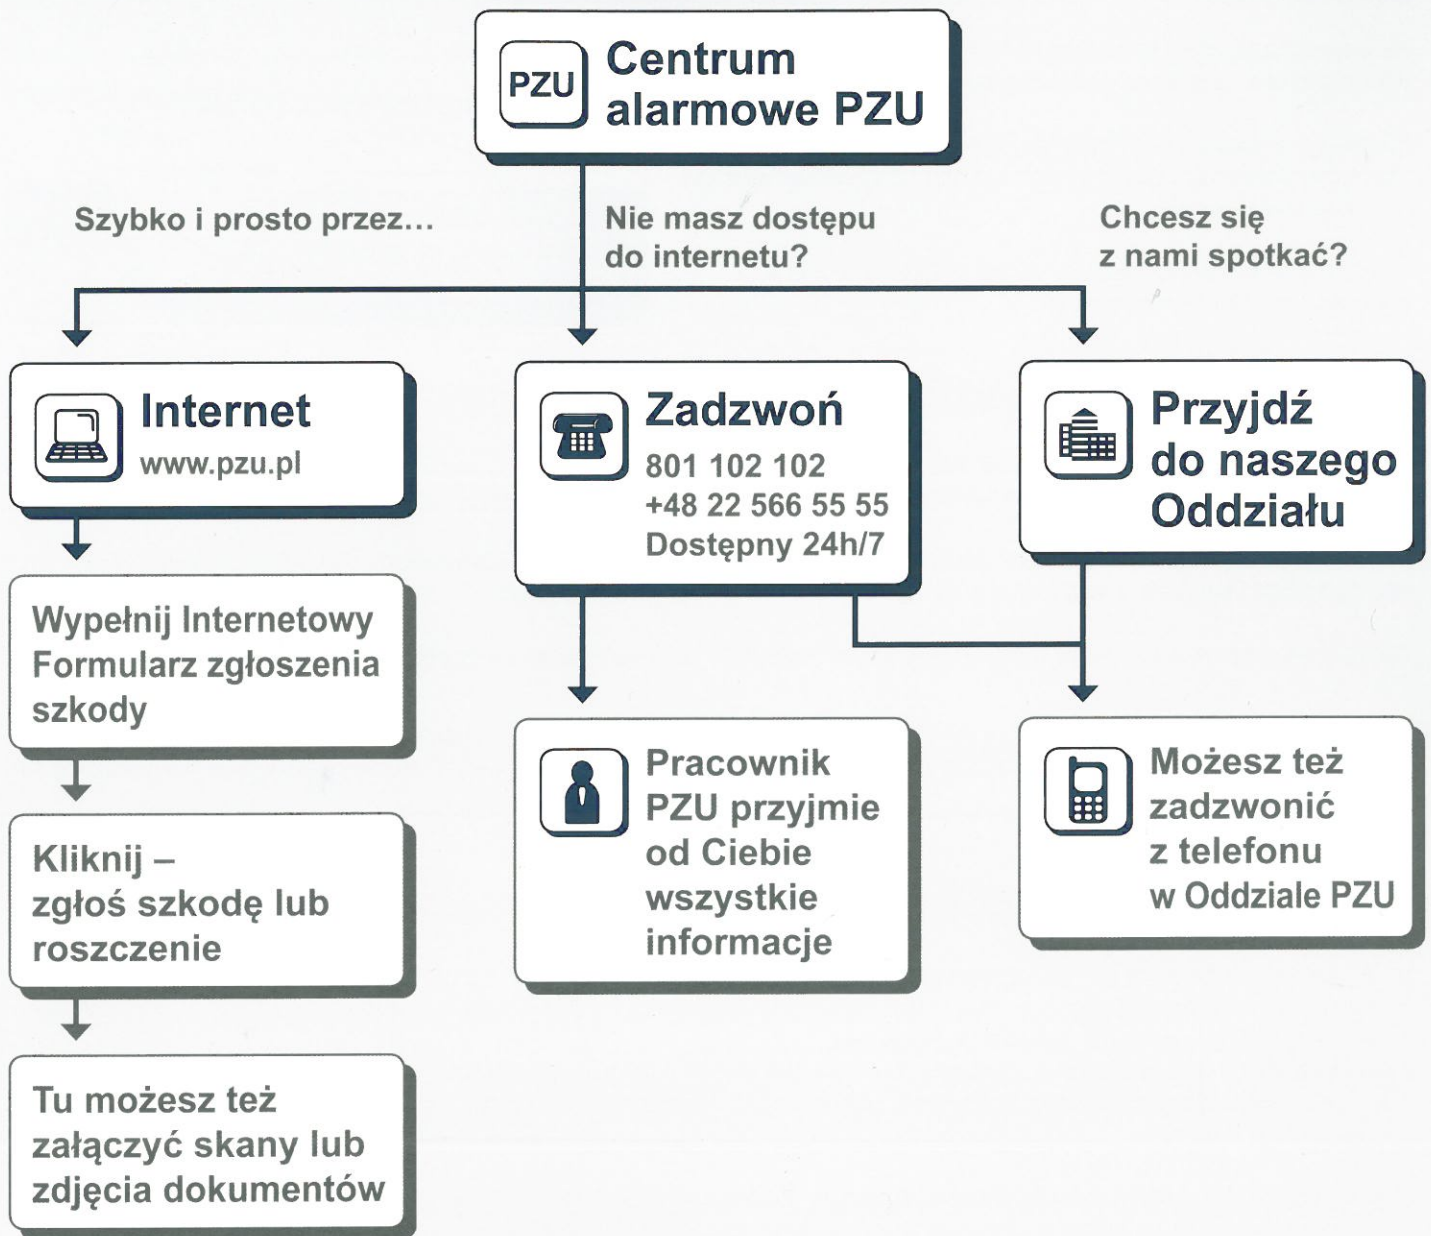 PZU
Centrum
alarmowe PZU
Szybko i prosto przez...
Nie masz dostępu
do internetu?
Chcesz się
z nami spotkać?
Internet
www.pzu.pl
Zadzwoń
801 102 102
+48 22 566 55 55
Dostępny 24h/7
Przyjdź
do naszego
Oddziału
Wypełnij Internetowy
Formularz zgłoszenia
szkody
Pracownik
PZU przyjmie
od Ciebie
wszystkie
informacje
Możesz też
zadzwonić
z telefonu
w Oddziale PZU
Kliknij –
zgłoś szkodę lub
roszczenie
Tu możesz też
załączyć skany lub
zdjęcia dokumentów